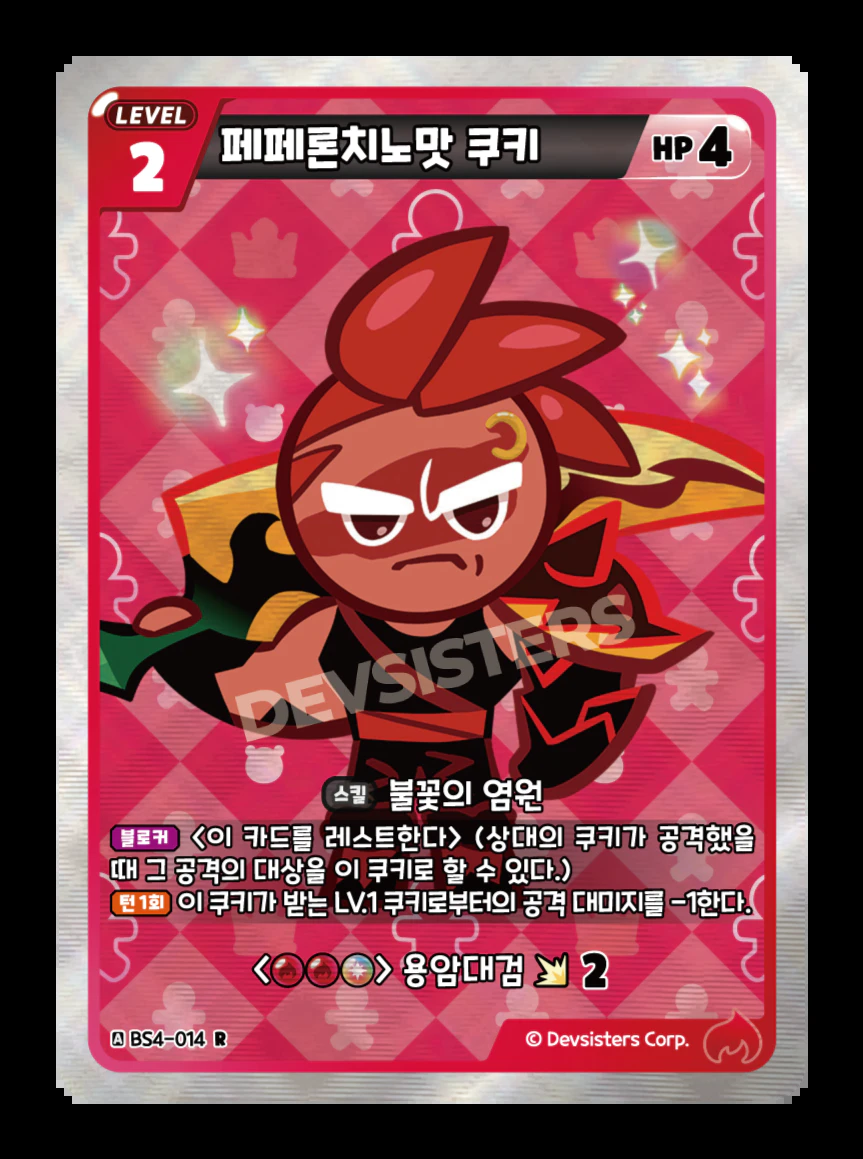 LEVEL
2
페페론치노맛 쿠키
HP 4
DEVSISTERS
스킬 불꽃의 염원
블로커 <이 카드를 레스트한다> (상대의 쿠키가 공격했을
때 그 공격의 대상을 이 쿠키로 할 수 있다.)
턴 1회 이 쿠키가 받는 LV.1 쿠키로부터의 공격 대미지를 -1한다.
< > 용암대검 2
A BS4-014 R
© Devsisters Corp.